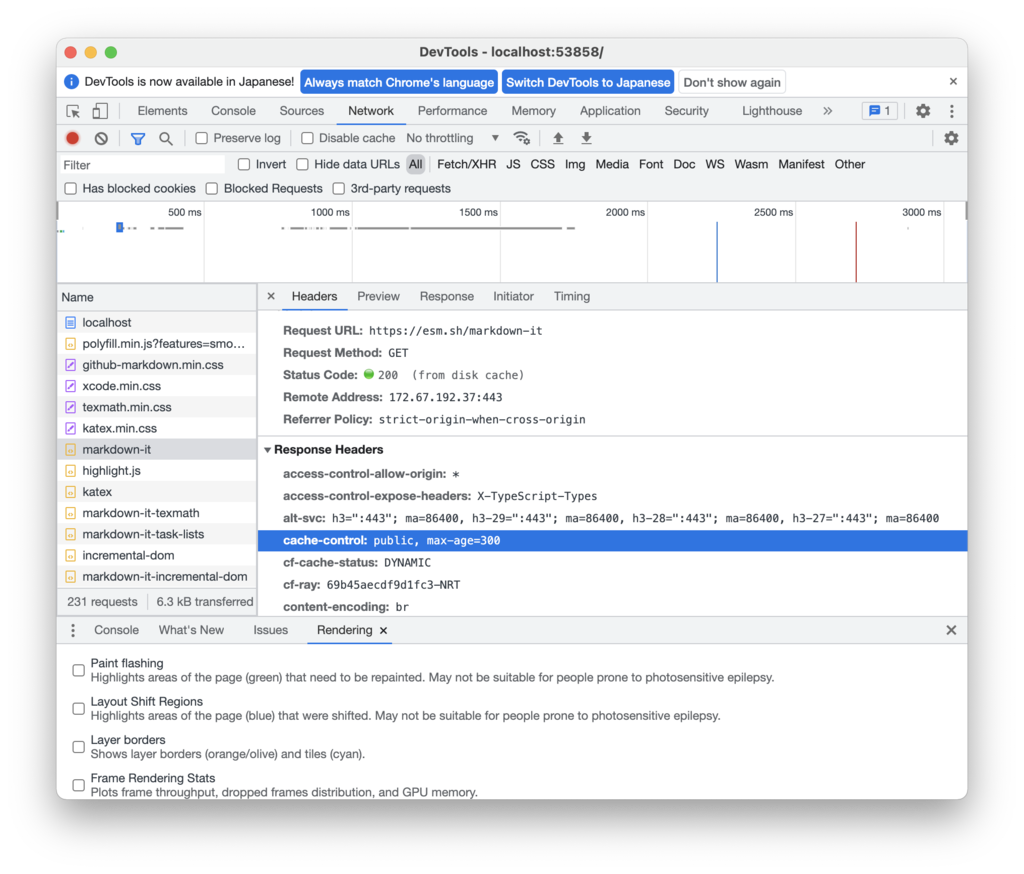 DevTools - localhost:53858/
DevTools is now available in Japanese! Always match Chrome's language Switch DevTools to Japanese Don't show again ×
Elements Console Sources Network Performance Memory Application Security Lighthouse » 1
Preserve log Disable cache No throttling ▼
Filter Invert Hide data URLs All Fetch/XHR JS CSS Img Media Font Doc WS Wasm Manifest Other
Has blocked cookies Blocked Requests 3rd-party requests
500 ms 1000 ms 1500 ms 2000 ms 2500 ms 3000 ms
Name
localhost
polyfill.min.js?features=smo...
github-markdown.min.css
xcode.min.css
texmath.min.css
katex.min.css
markdown-it
highlight.js
katex
markdown-it-texmath
markdown-it-task-lists
incremental-dom
markdown-it-incremental-dom
231 requests 6.3 kB transferred
× Headers Preview Response Initiator Timing
Request URL: https://esm.sh/markdown-it
Request Method: GET
Status Code: 200 (from disk cache)
Remote Address: 172.67.192.37:443
Referrer Policy: strict-origin-when-cross-origin
▼ Response Headers
access-control-allow-origin: *
access-control-expose-headers: X-TypeScript-Types
alt-svc: h3=":443"; ma=86400, h3-29=":443"; ma=86400, h3-28=":443"; ma=86400, h3-27=":443"; ma=86400
cache-control: public, max-age=300
cf-cache-status: DYNAMIC
cf-ray: 69b45aecdf9d1fc3-NRT
content-encoding: br
Console What's New Issues Rendering × ×
Paint flashing
Highlights areas of the page (green) that need to be repainted. May not be suitable for people prone to photosensitive epilepsy.
Layout Shift Regions
Highlights areas of the page (blue) that were shifted. May not be suitable for people prone to photosensitive epilepsy.
Layer borders
Shows layer borders (orange/olive) and tiles (cyan).
Frame Rendering Stats
Plots frame throughput, dropped frames distribution, and GPU memory.